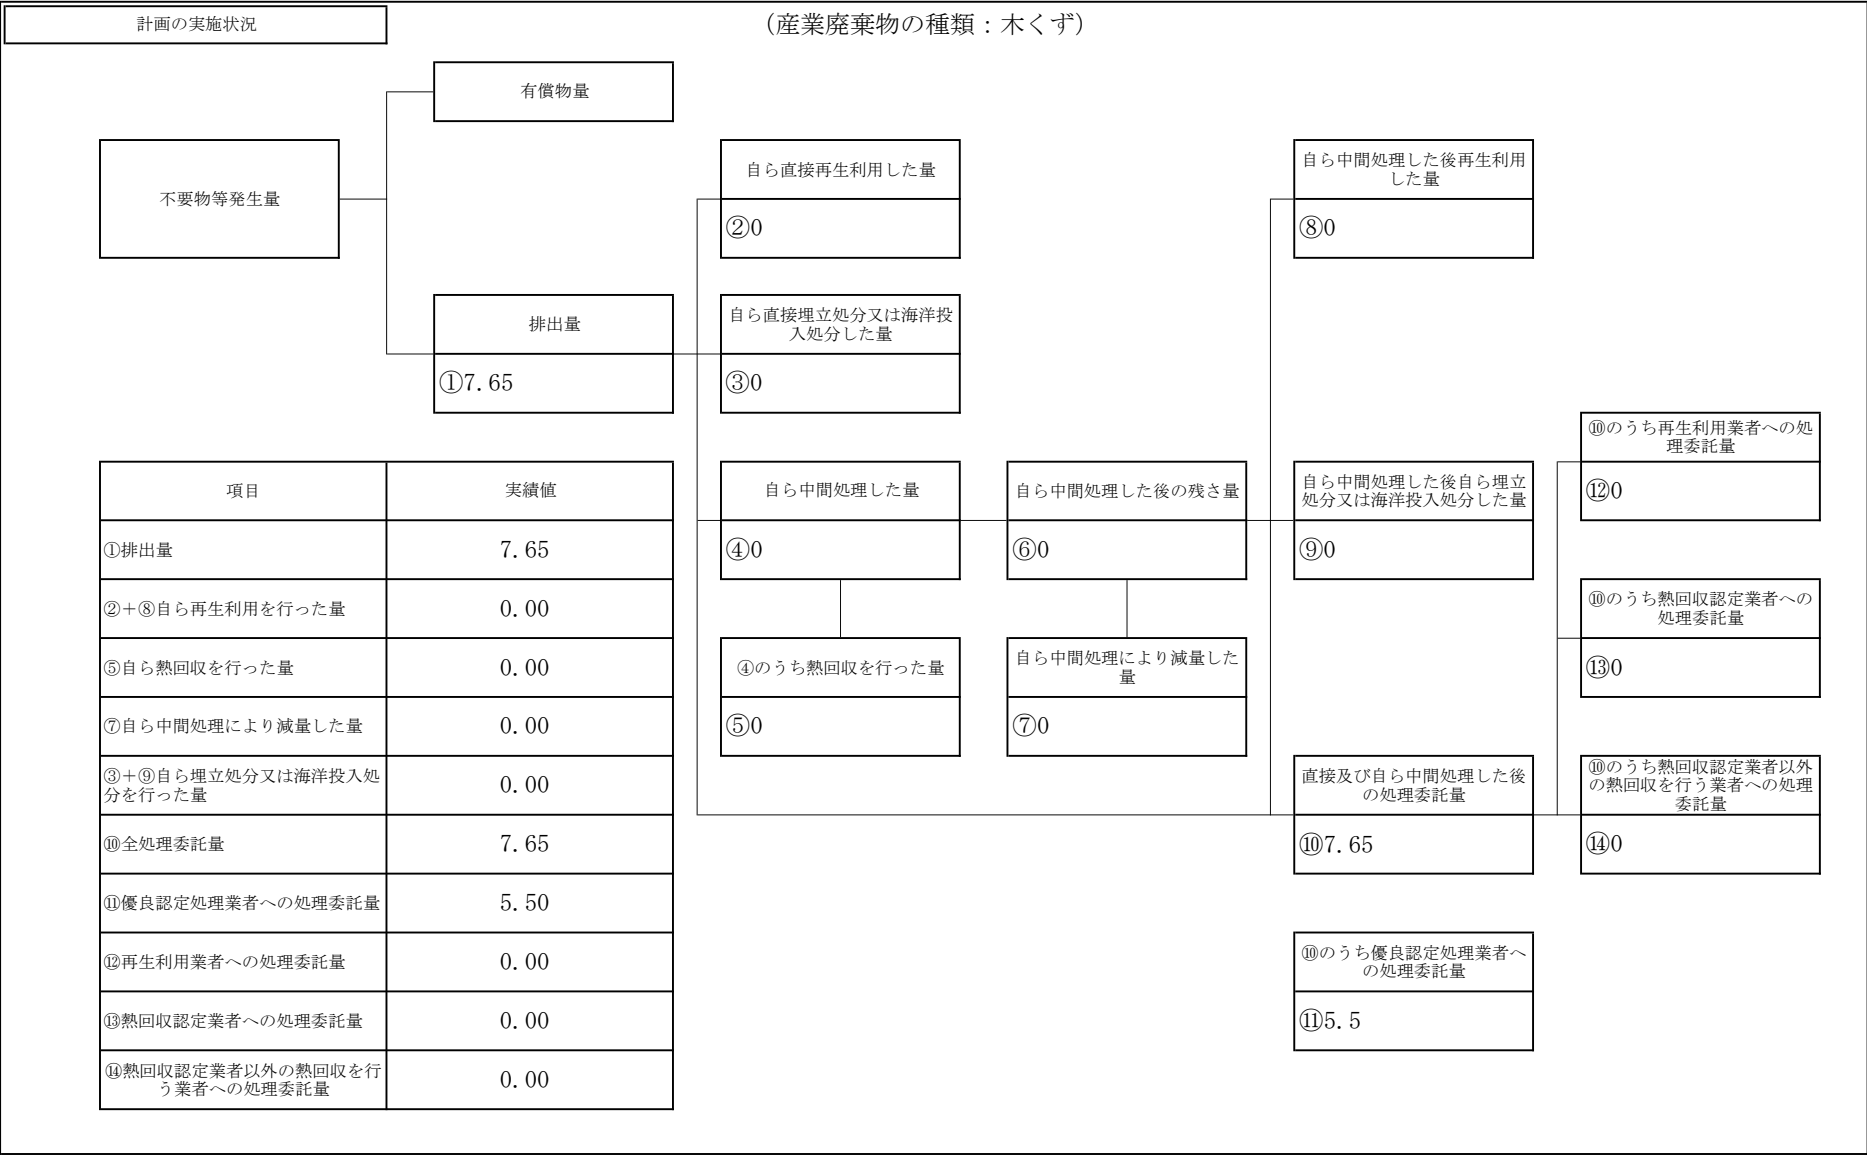 計画の実施状況
（産業廃棄物の種類：木くず）
有償物量
不要物等発生量
自ら直接再生利用した量
②0
自ら中間処理した後再生利用
した量
⑧0
排出量
①7.65
自ら直接埋立処分又は海洋投
入処分した量
③0
⑩のうち再生利用業者への処
理委託量
⑫0
自ら中間処理した量
④0
自ら中間処理した後の残さ量
⑥0
自ら中間処理した後自ら埋立
処分又は海洋投入処分した量
⑨0
⑩のうち熱回収認定業者への
処理委託量
⑬0
④のうち熱回収を行った量
⑤0
自ら中間処理により減量した
量
⑦0
直接及び自ら中間処理した後
の処理委託量
⑩7.65
⑩のうち熱回収認定業者以外
の熱回収を行う業者への処理
委託量
⑭0
⑩のうち優良認定処理業者へ
の処理委託量
⑪5.5
項目 実績値
①排出量 7.65
②＋⑧自ら再生利用を行った量 0.00
⑤自ら熱回収を行った量 0.00
⑦自ら中間処理により減量した量 0.00
③＋⑨自ら埋立処分又は海洋投入処
分を行った量 0.00
⑩全処理委託量 7.65
⑪優良認定処理業者への処理委託量 5.50
⑫再生利用業者への処理委託量 0.00
⑬熱回収認定業者への処理委託量 0.00
⑭熱回収認定業者以外の熱回収を行
う業者への処理委託量 0.00